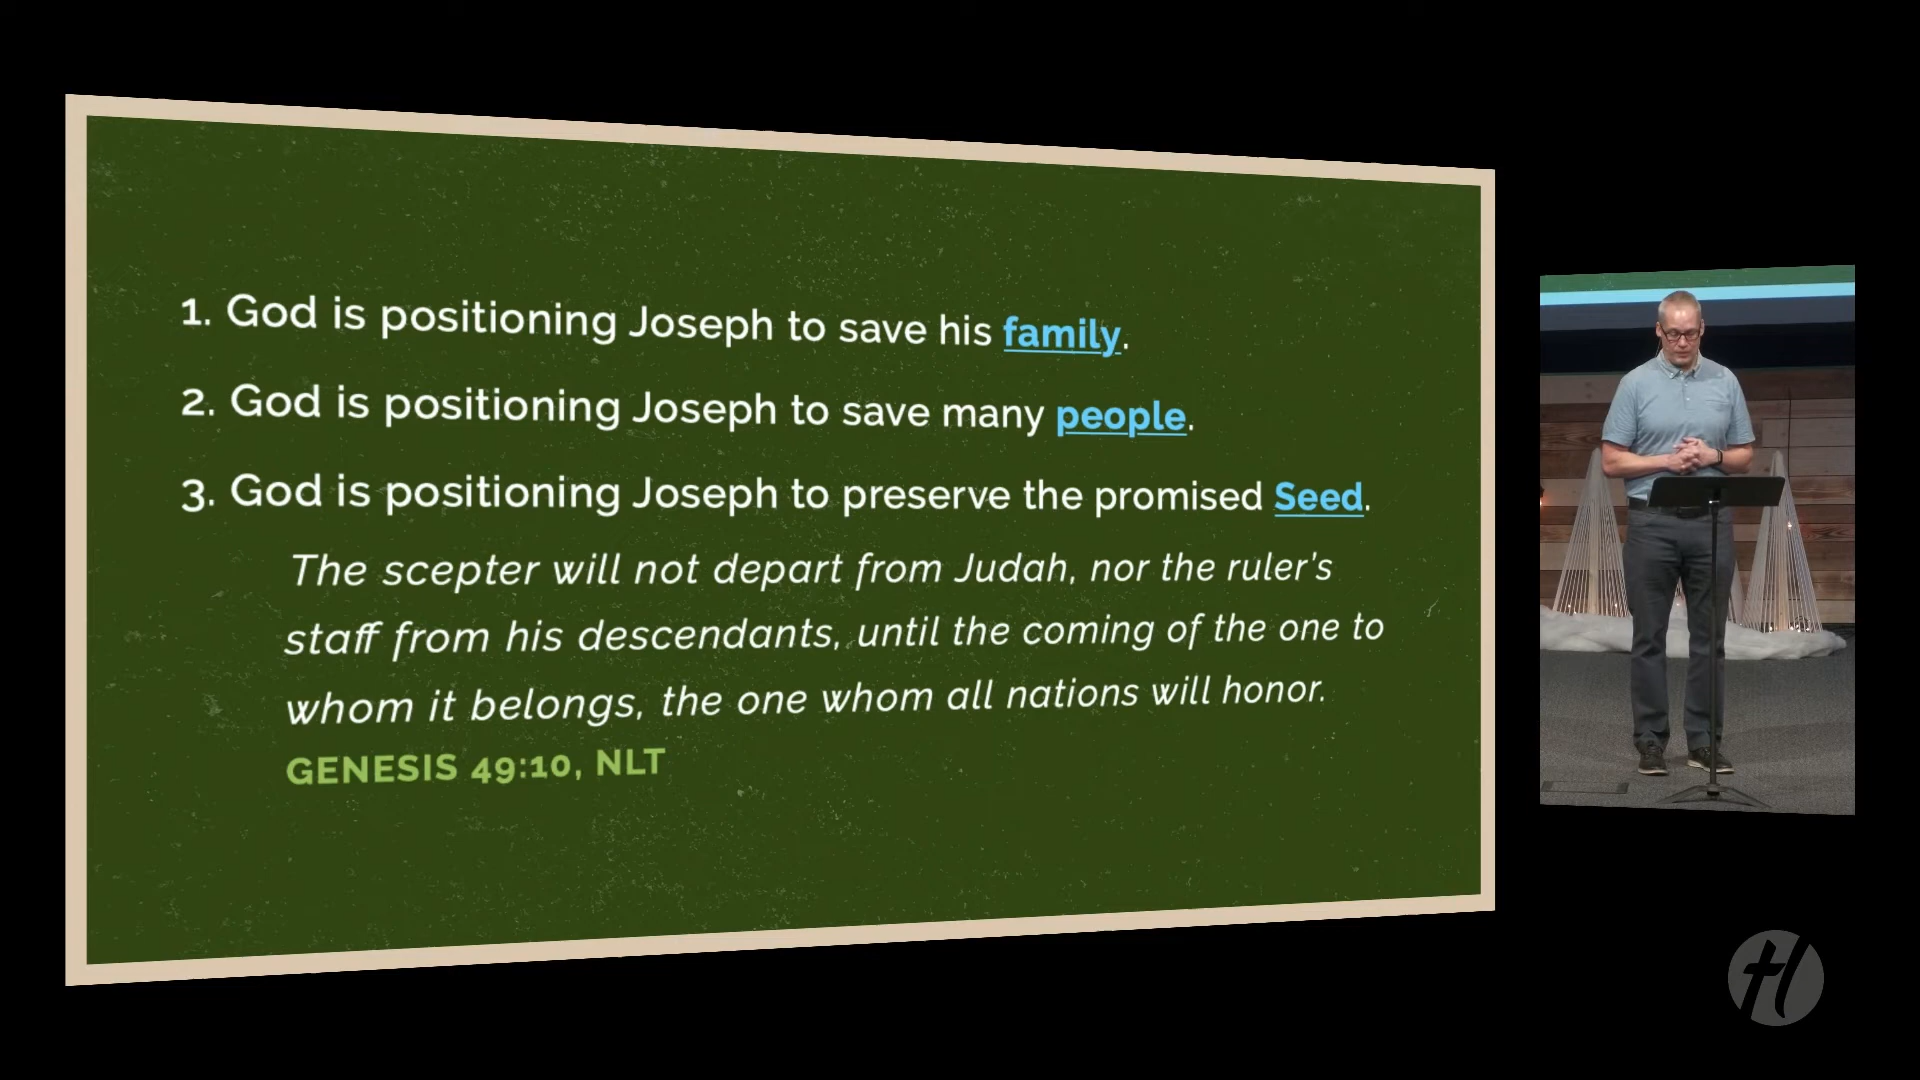 1. God is positioning Joseph to save his family.
2. God is positioning Joseph to save many people.
3. God is positioning Joseph to preserve the promised Seed.
The scepter will not depart from Judah, nor the ruler's
staff from his descendants, until the coming of the one to
whom it belongs, the one whom all nations will honor.
GENESIS 49:10, NLT